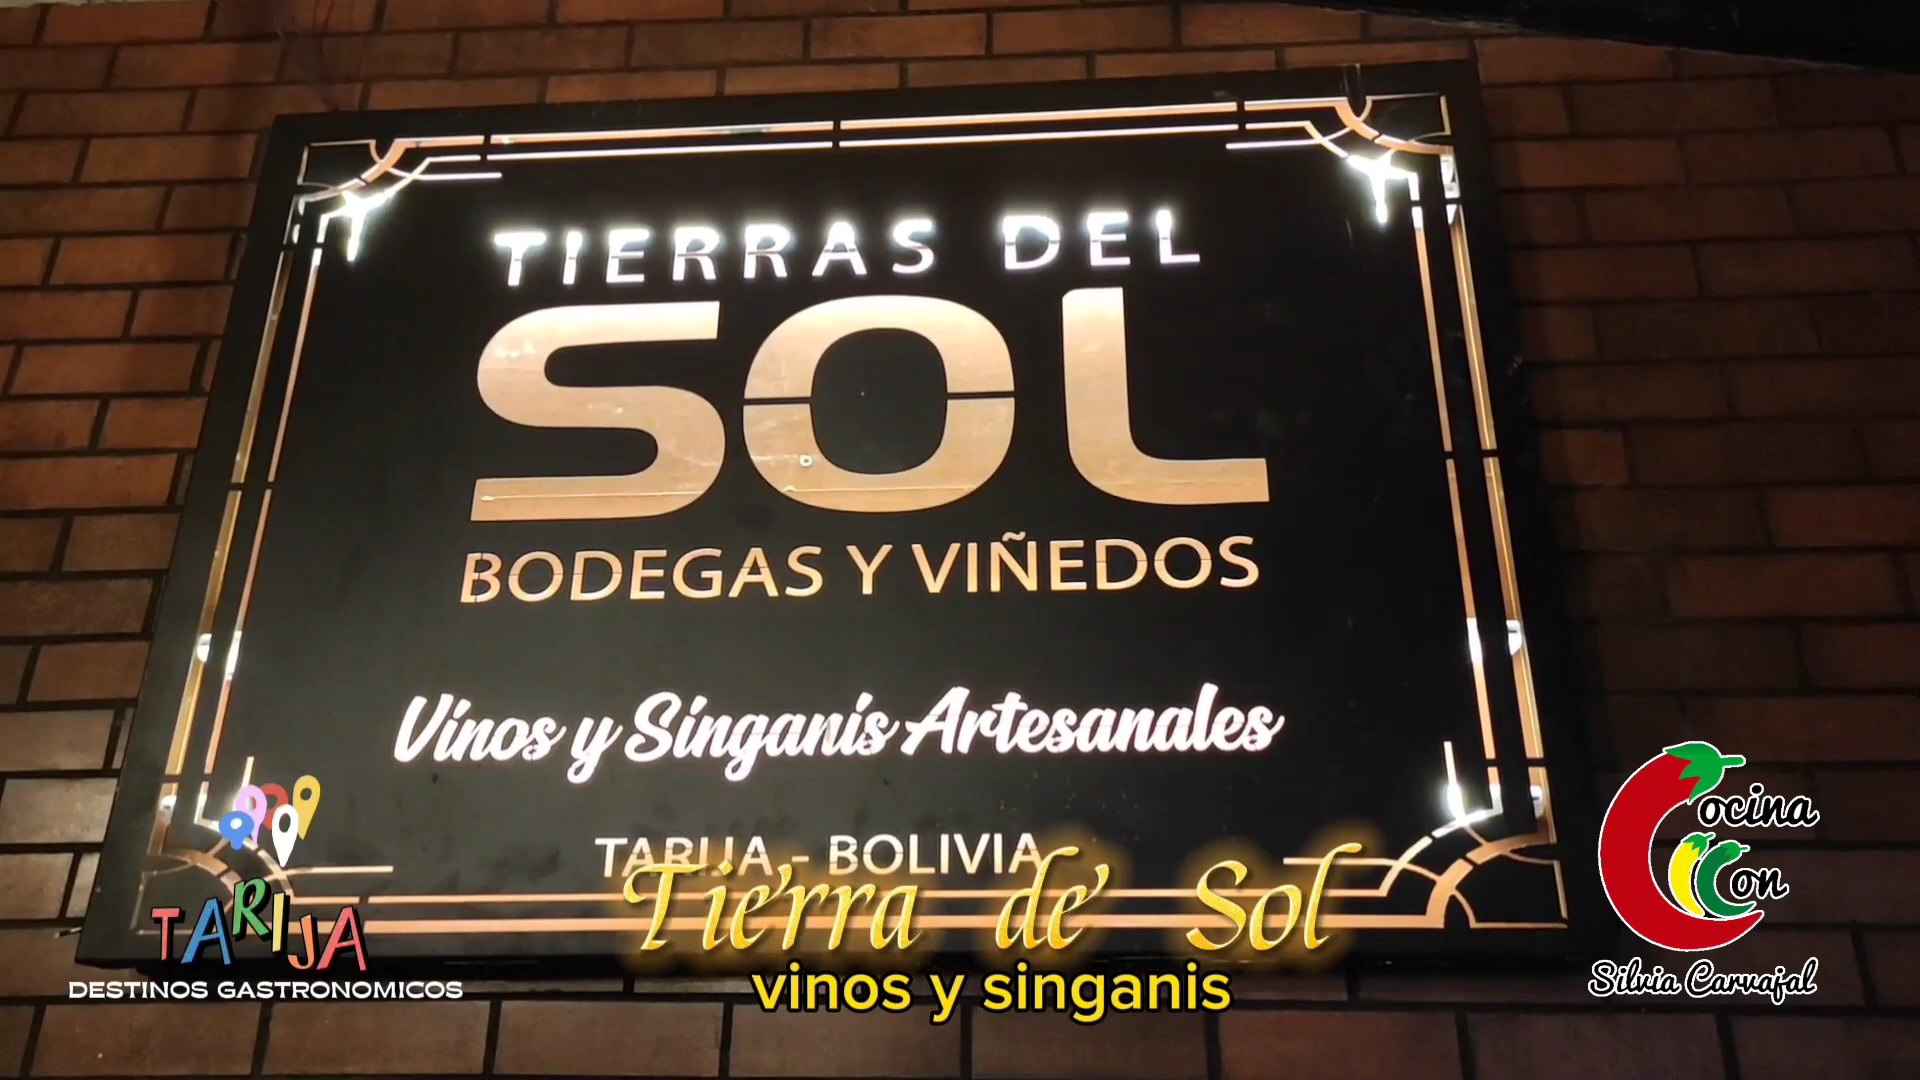 TIERRAS DEL
SOL
BODEGAS Y VIÑEDOS
Vinos y Singanis Artesanales
TARIJA - BOLIVIA
Tierra de Sol
vinos y singanis
TARIJA
DESTINOS GASTRONOMICOS
Cocina
Con
Silvia Carvajal